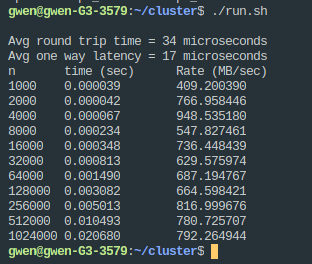 gwen@gwen-G3-3579:~/cluster$ ./run.sh
Avg round trip time = 34 microseconds
Avg one way latency = 17 microseconds
n time (sec) Rate (MB/sec)
1000 0.000039 409.200390
2000 0.000042 766.958446
4000 0.000067 948.535180
8000 0.000234 547.827461
16000 0.000348 736.448439
32000 0.000813 629.575974
64000 0.001490 687.194767
128000 0.003082 664.598421
256000 0.005013 816.999676
512000 0.010493 780.725707
1024000 0.020680 792.264944
gwen@gwen-G3-3579:~/cluster$